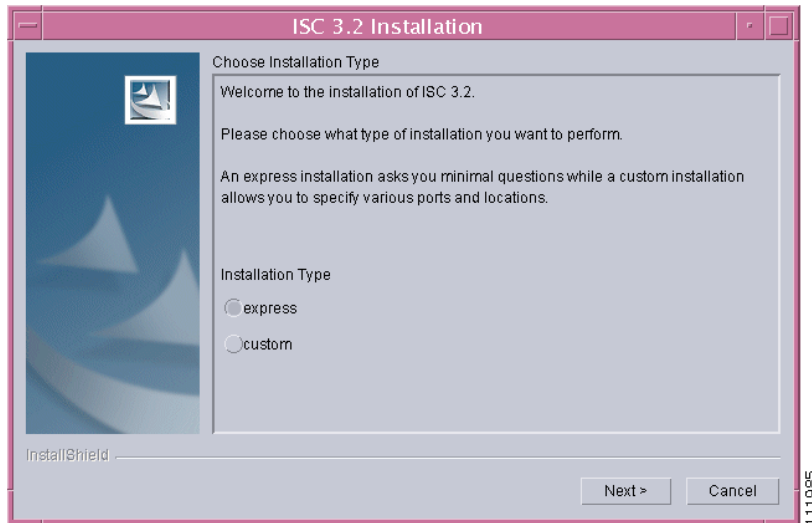 ISC 3.2 Installation
Choose Installation Type
Welcome to the installation of ISC 3.2.
Please choose what type of installation you want to perform.
An express installation asks you minimal questions while a custom installation
allows you to specify various ports and locations.
Installation Type
express
custom
InstallShield
Next >
Cancel
111985